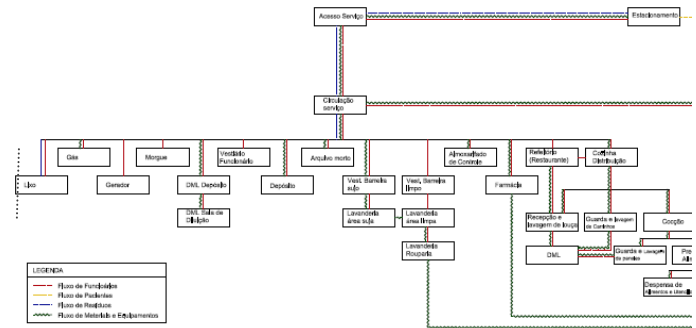 Acesso Serviço
Estacionamento
Circulação
serviço
Gás
Morgue
Vestiário
Funcionário
Arquivo morto
Almoxarifado
de Controle
Refeitório
(Restaurante)
Cozinha
Distribuição
Lixo
Gerador
DML Depósito
Depósito
Vest. Barreira
sujo
Vest. Barreira
limpo
Farmácia
DML Sala de
Diluição
Lavanderia
área suja
Lavanderia
área limpa
Recepção e
lavagem de louça
Guarda e lavagem
de Carrinhos
Cocção
Lavanderia
Rouparia
DML
Guarda e Lavagem
de panelas
Pre
Despensa de
LEGENDA
Fluxo de Funcionários
Fluxo de Pacientes
Fluxo de Resíduos
Fluxo de Materiais e Equipamentos